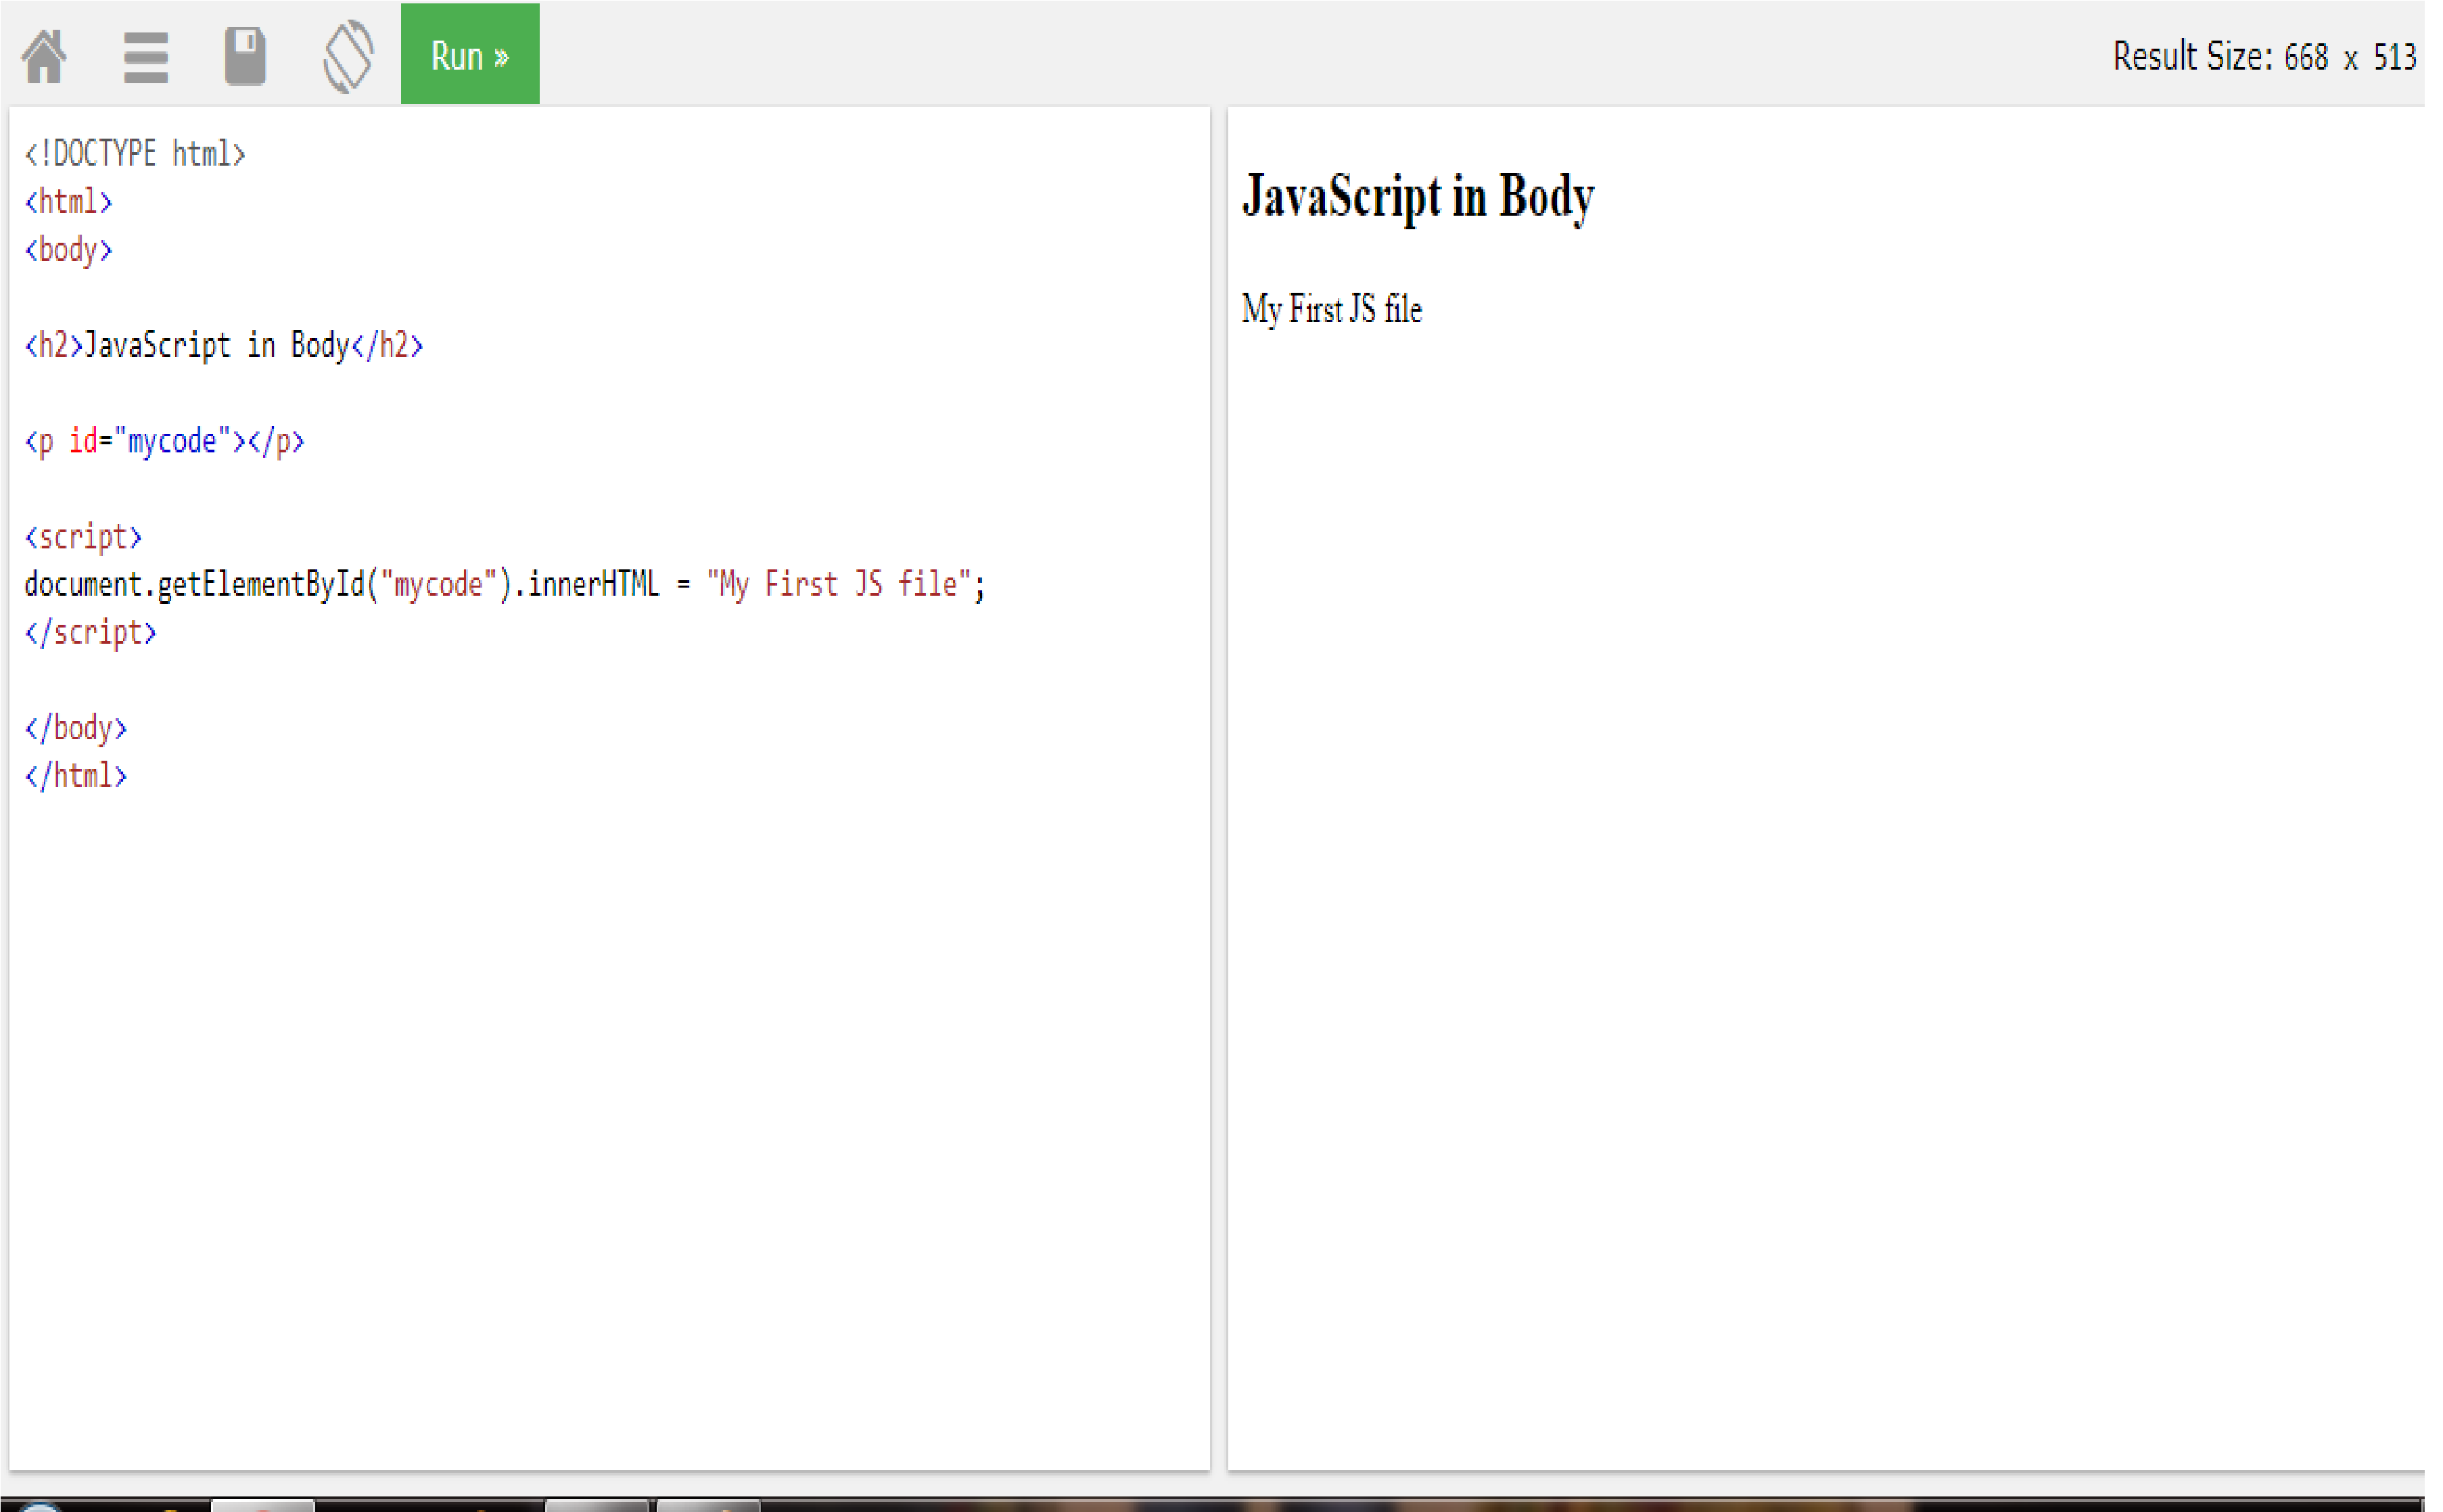 Run »
Result Size: 668 x 513
<!DOCTYPE html>
<html>
<body>
<h2>JavaScript in Body</h2>
<p id="mycode"></p>
<script>
document.getElementById("mycode").innerHTML = "My First JS file";
</script>
</body>
</html>
JavaScript in Body
My First JS file